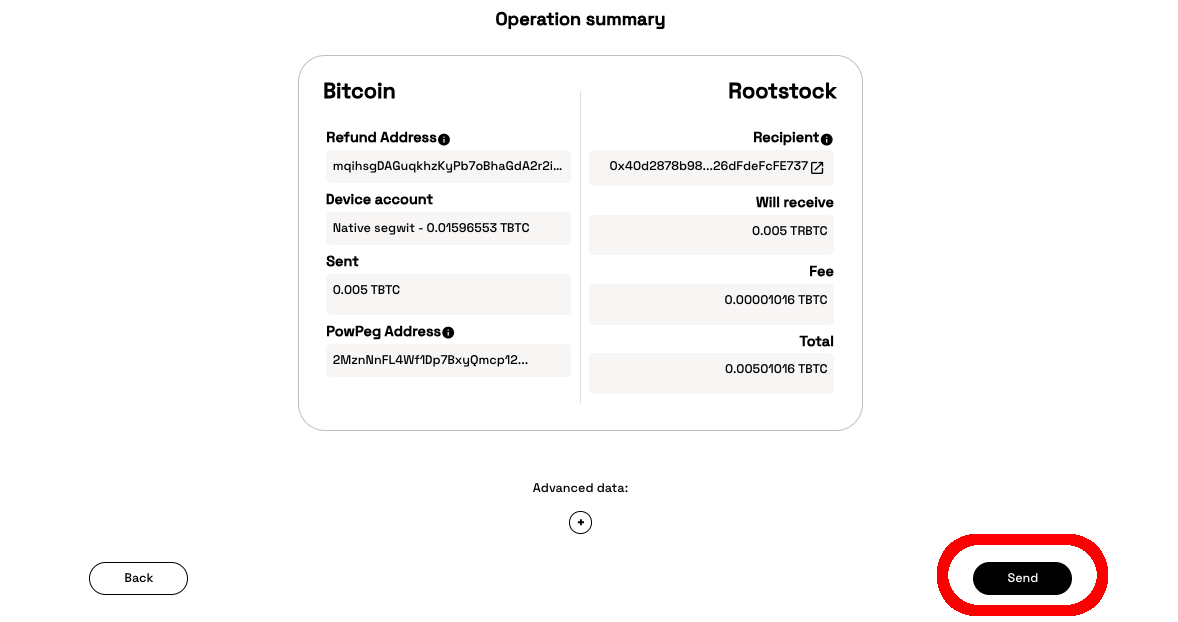 Operation summary
Bitcoin
Refund Address
mqihsgDAGuqkhzKyPb7oBhaGdA2r2i...
Device account
Native segwit - 0.01596553 TBTC
Sent
0.005 TBTC
PowPeg Address
2MznNnFL4Wf1Dp7BxyQmcp12...
Rootstock
Recipient
0x40d2878b98...26dFdeFcFE737
Will receive
0.005 TRBTC
Fee
0.00001016 TBTC
Total
0.00501016 TBTC
Advanced data:
+
Back
Send